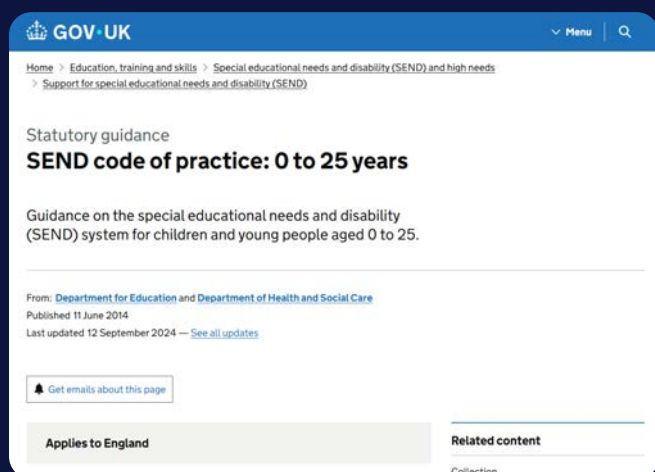 GOV·UK
Menu
Home > Education, training and skills > Special educational needs and disability (SEND) and high needs
> Support for special educational needs and disability (SEND)
Statutory guidance
SEND code of practice: 0 to 25 years
Guidance on the special educational needs and disability
(SEND) system for children and young people aged 0 to 25.
From: Department for Education and Department of Health and Social Care
Published 11 June 2014
Last updated 12 September 2024 — See all updates
Get emails about this page
Applies to England
Related content
Collection